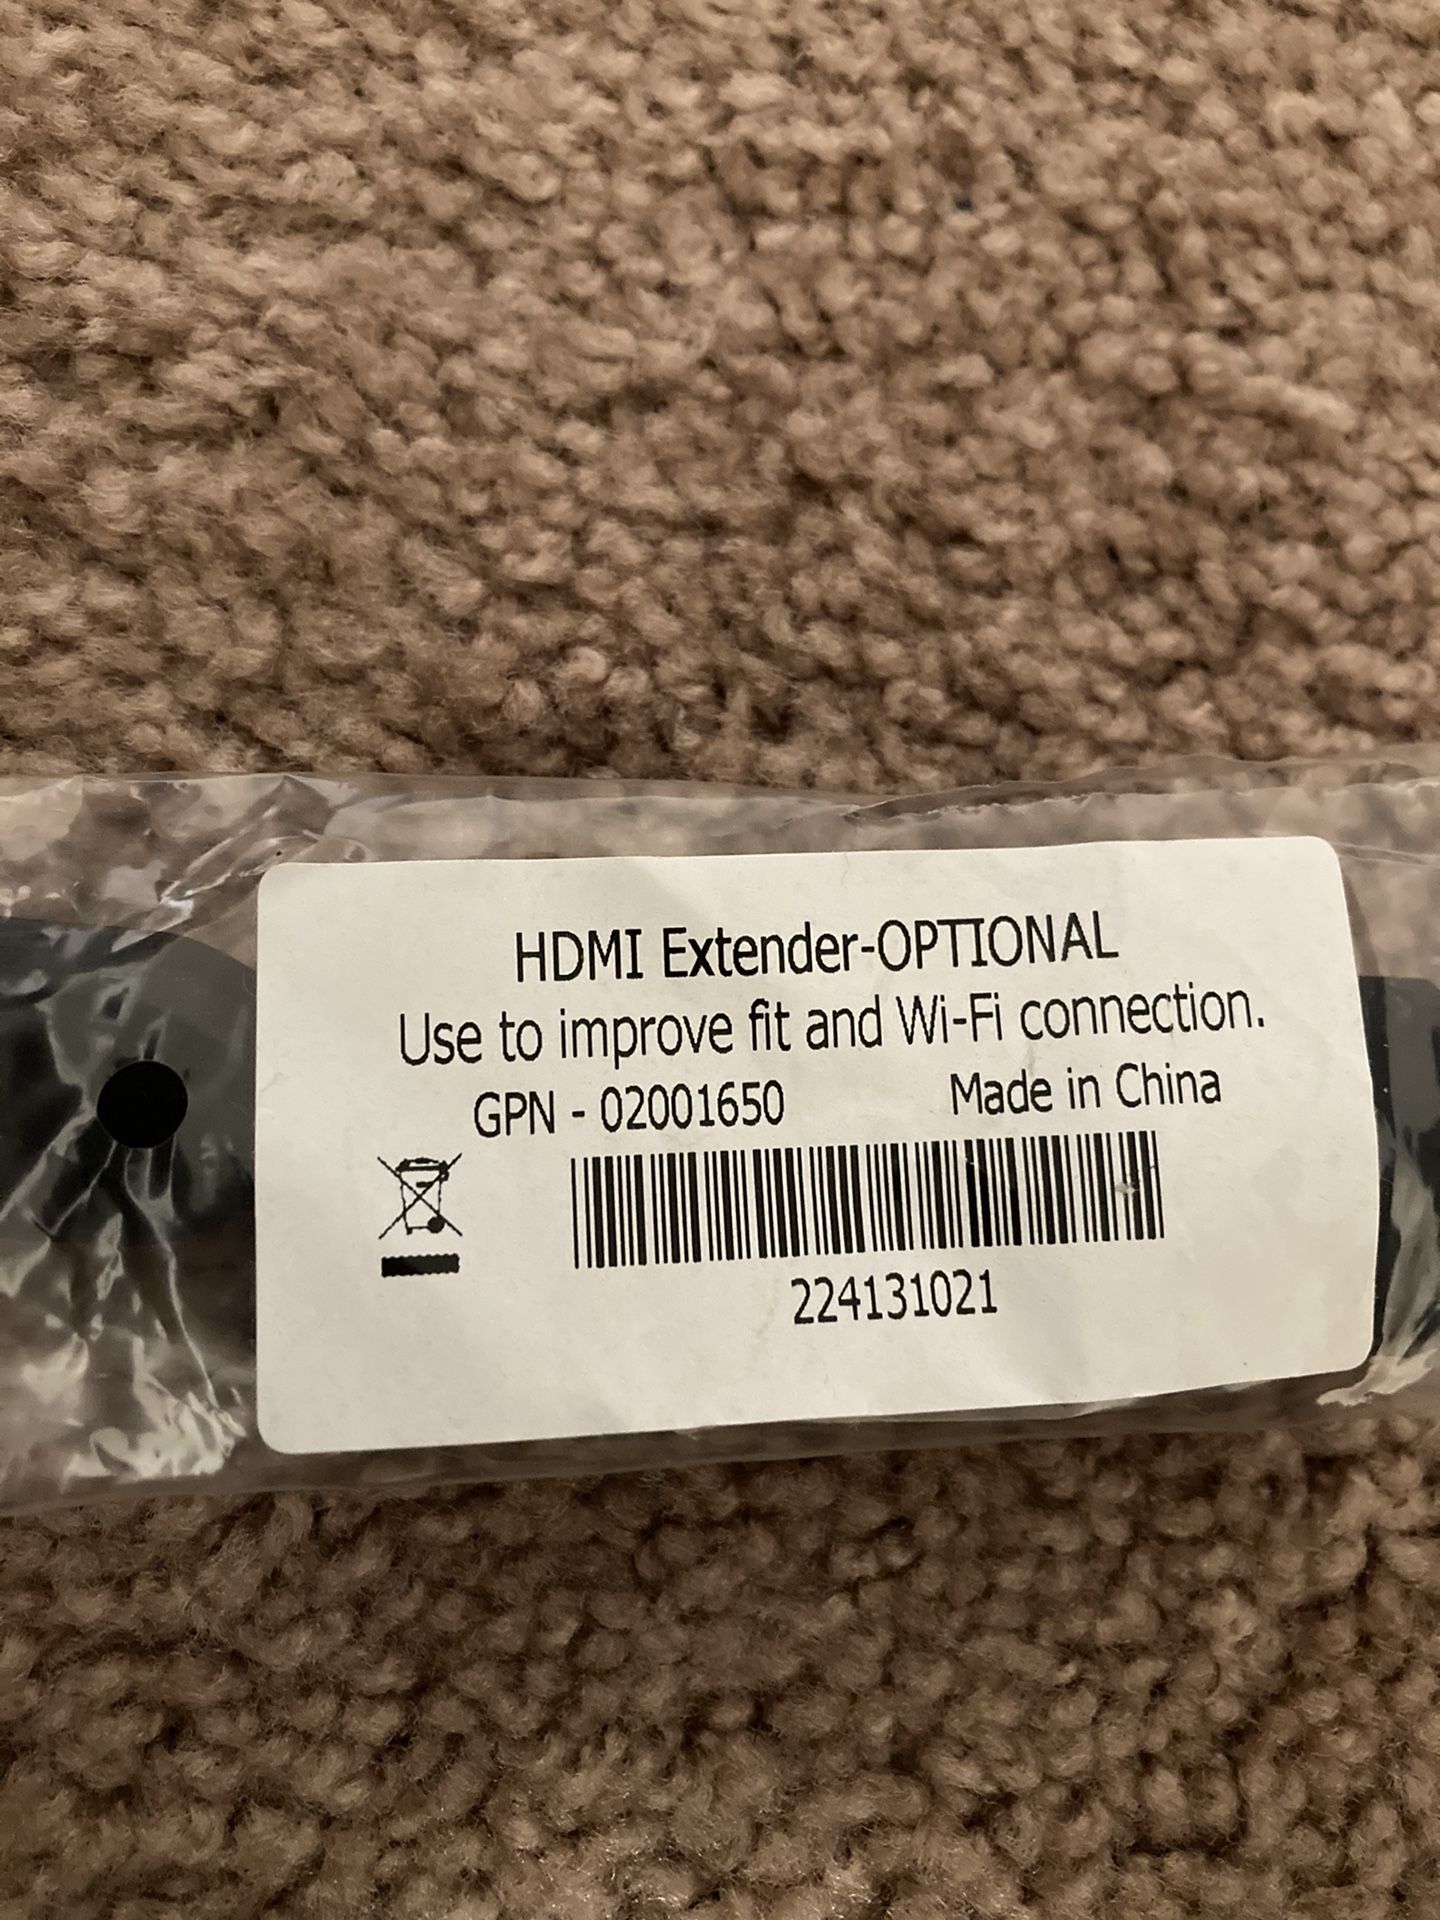 HDMI Extender-OPTIONAL
Use to improve fit and Wi-Fi connection.
GPN - 02001650 Made in China
224131021